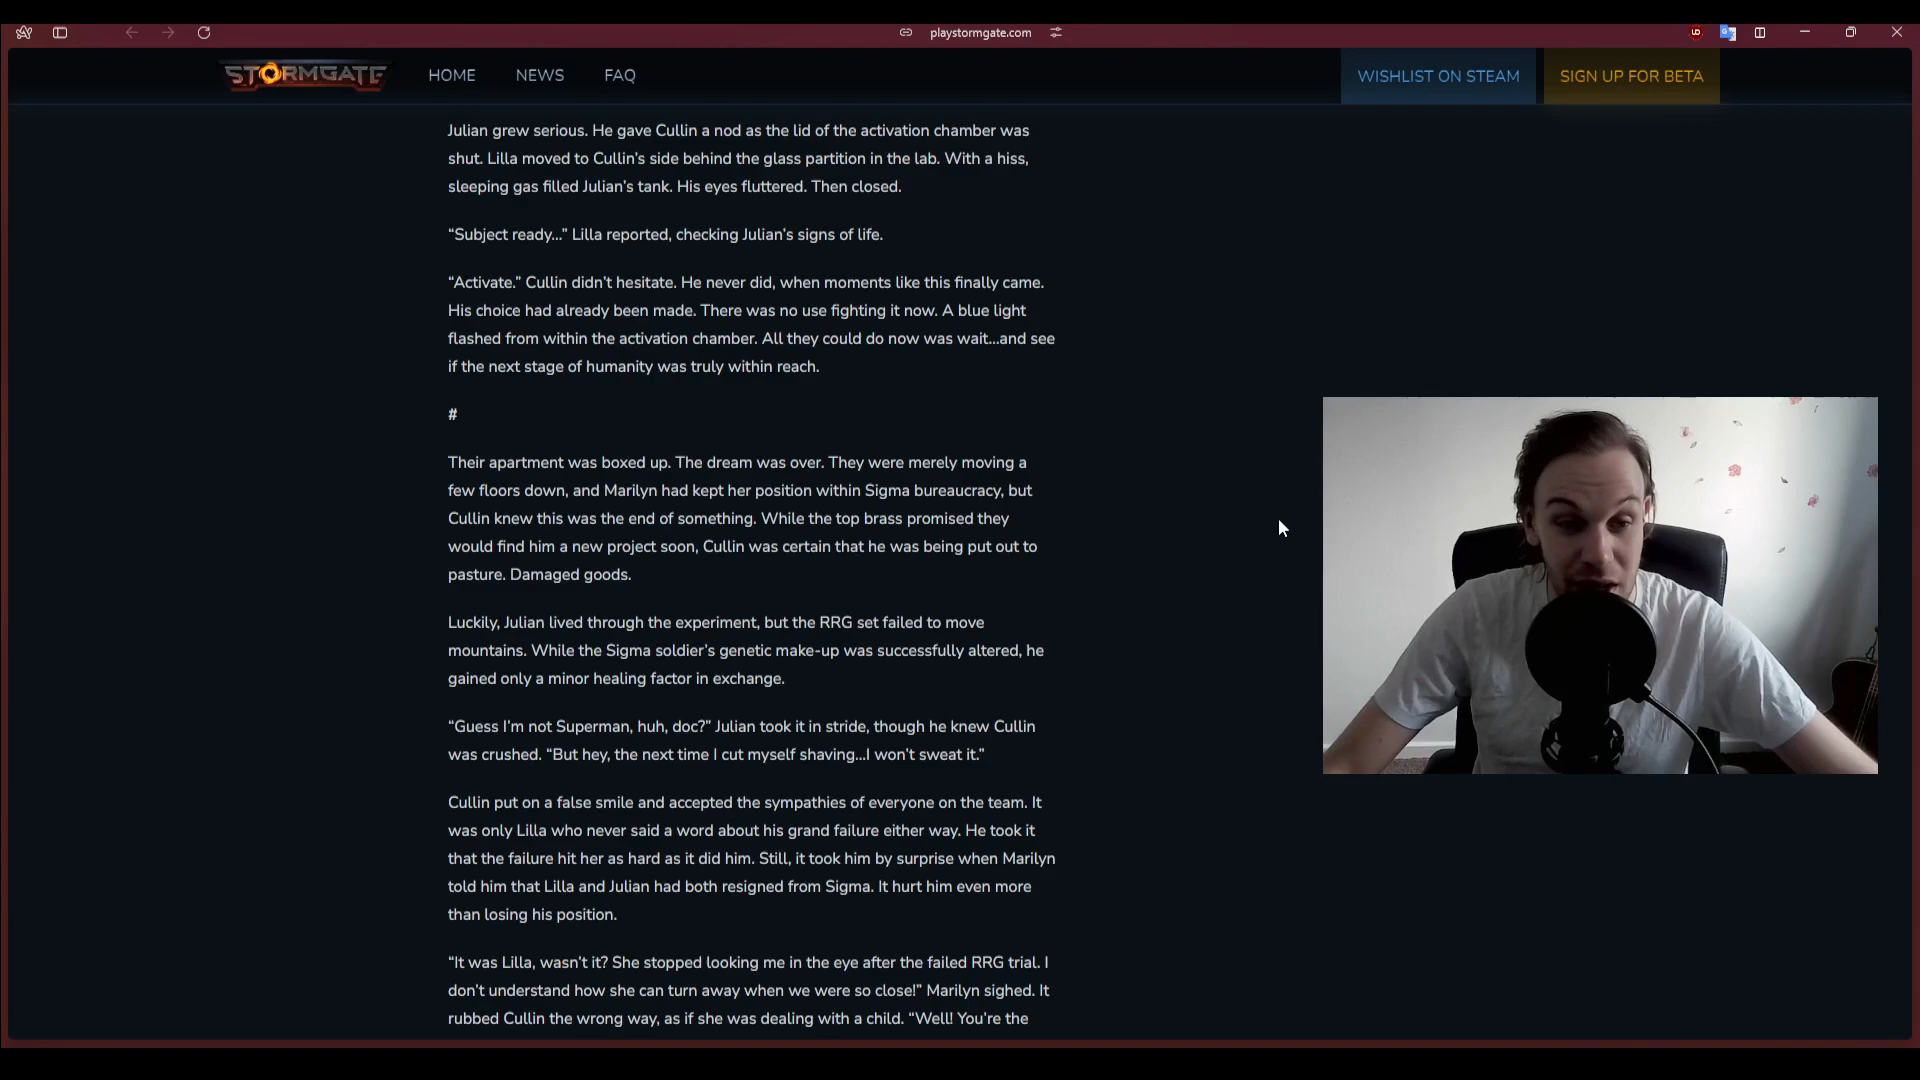 playstormgate.com
STORMGATE
HOME
NEWS
FAQ
WISHLIST ON STEAM
SIGN UP FOR BETA
Julian grew serious. He gave Cullin a nod as the lid of the activation chamber was
shut. Lilla moved to Cullin’s side behind the glass partition in the lab. With a hiss,
sleeping gas filled Julian’s tank. His eyes fluttered. Then closed.
“Subject ready…” Lilla reported, checking Julian’s signs of life.
“Activate.” Cullin didn’t hesitate. He never did, when moments like this finally came.
His choice had already been made. There was no use fighting it now. A blue light
flashed from within the activation chamber. All they could do now was wait…and see
if the next stage of humanity was truly within reach.
#
Their apartment was boxed up. The dream was over. They were merely moving a
few floors down, and Marilyn had kept her position within Sigma bureaucracy, but
Cullin knew this was the end of something. While the top brass promised they
would find him a new project soon, Cullin was certain that he was being put out to
pasture. Damaged goods.
Luckily, Julian lived through the experiment, but the RRG set failed to move
mountains. While the Sigma soldier’s genetic make-up was successfully altered, he
gained only a minor healing factor in exchange.
“Guess I’m not Superman, huh, doc?” Julian took it in stride, though he knew Cullin
was crushed. “But hey, the next time I cut myself shaving…I won’t sweat it.”
Cullin put on a false smile and accepted the sympathies of everyone on the team. It
was only Lilla who never said a word about his grand failure either way. He took it
that the failure hit her as hard as it did him. Still, it took him by surprise when Marilyn
told him that Lilla and Julian had both resigned from Sigma. It hurt him even more
than losing his position.
“It was Lilla, wasn’t it? She stopped looking me in the eye after the failed RRG trial. I
don’t understand how she can turn away when we were so close!” Marilyn sighed. It
rubbed Cullin the wrong way, as if she was dealing with a child. “Well! You’re the